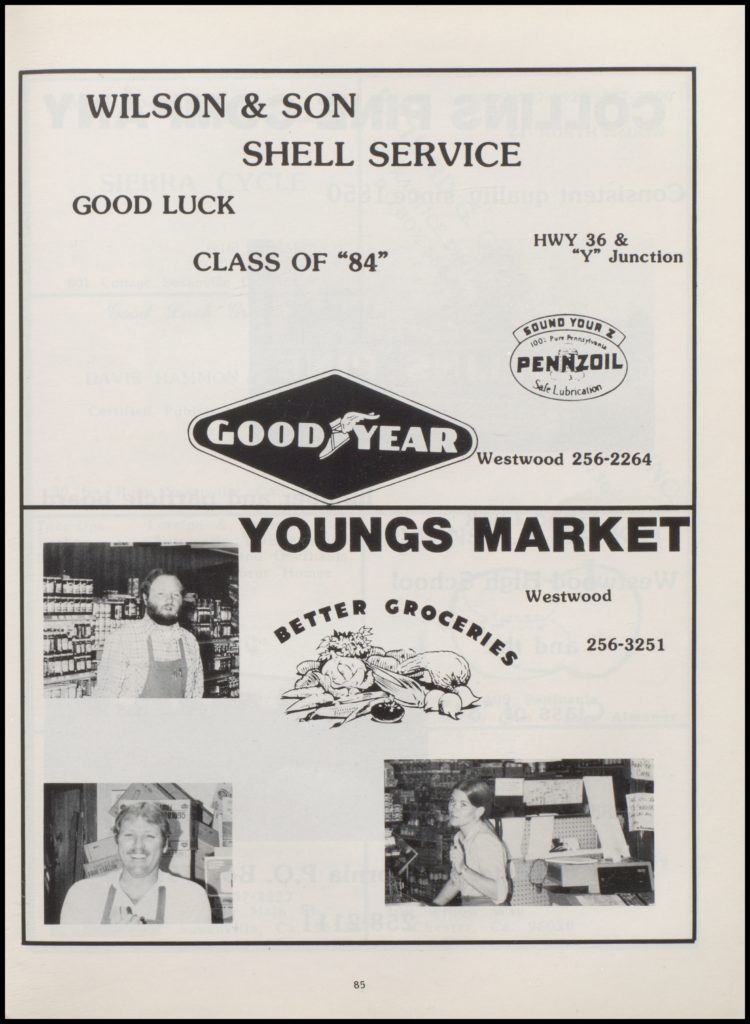 WILSON & SON
SHELL SERVICE
GOOD LUCK
CLASS OF "84"
HWY 36 &
"Y" Junction
SOUND YOUR Z
100% Pure Pennsylvania
PENNZOIL
Safe Lubrication
GOOD YEAR
Westwood 256-2264
YOUNGS MARKET
Westwood
256-3251
BETTER GROCERIES
85